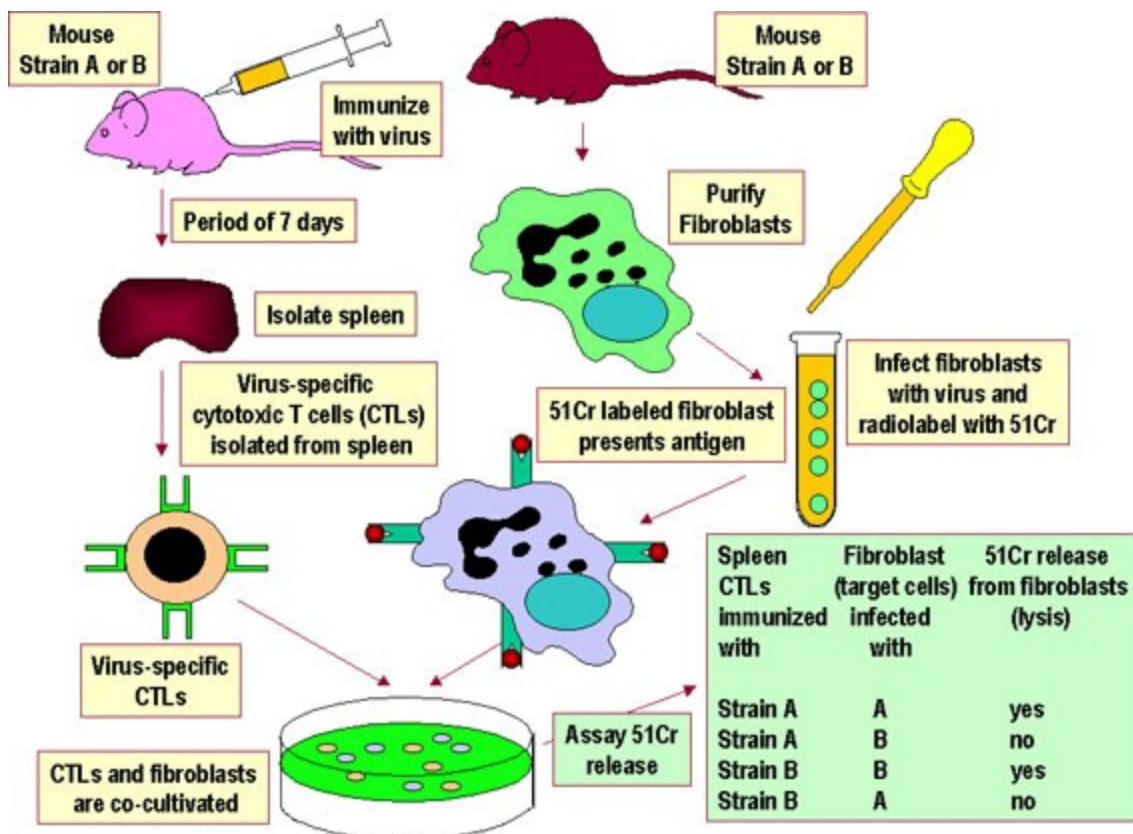 Mouse
Strain A or B
Immunize
with virus
Mouse
Strain A or B
Period of 7 days
Purify
Fibroblasts
Isolate spleen
Virus-specific
cytotoxic T cells (CTLs)
isolated from spleen
51Cr labeled fibroblast
presents antigen
Infect fibroblasts
with virus and
radiolabel with 51Cr
Virus-specific
CTLs
CTLs and fibroblasts
are co-cultivated
Assay 51Cr
release
Spleen Fibroblast 51Cr release
CTLs (target cells) from fibroblasts
immunized infected (lysis)
with with
Strain A A yes
Strain A B no
Strain B B yes
Strain B A no